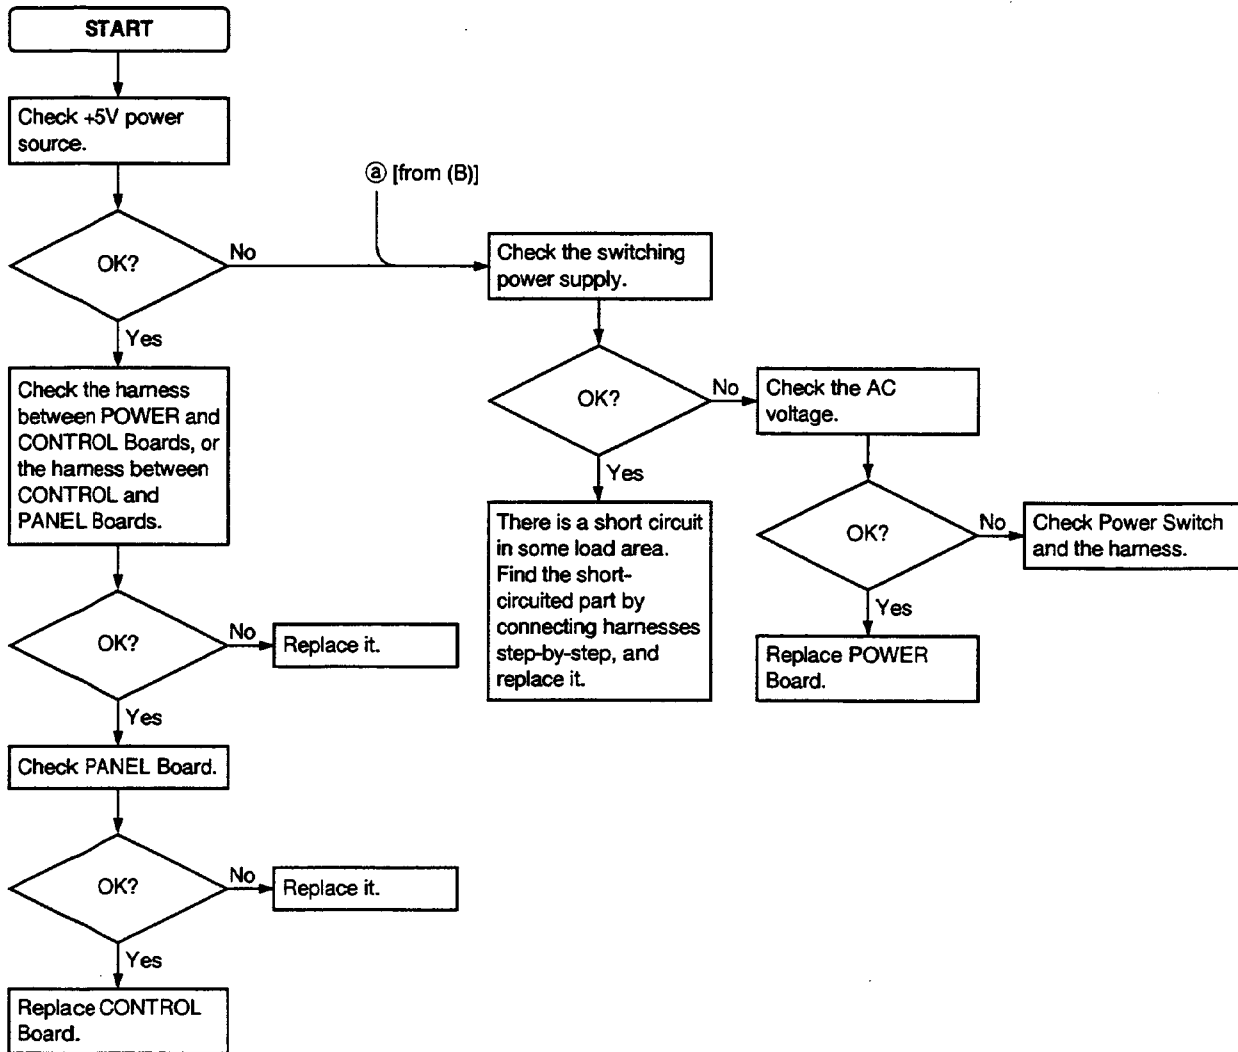 START
Check +5V power
source.
ⓐ [from (B)]
OK?
No
Yes
Check the switching
power supply.
OK?
No
Yes
Check the AC
voltage.
OK?
No
Yes
Check Power Switch
and the harness.
Replace POWER
Board.
There is a short circuit
in some load area.
Find the short-
circuited part by
connecting harnesses
step-by-step, and
replace it.
Check the harness
between POWER and
CONTROL Boards, or
the harness between
CONTROL and
PANEL Boards.
OK?
No
Replace it.
Yes
Check PANEL Board.
OK?
No
Replace it.
Yes
Replace CONTROL
Board.